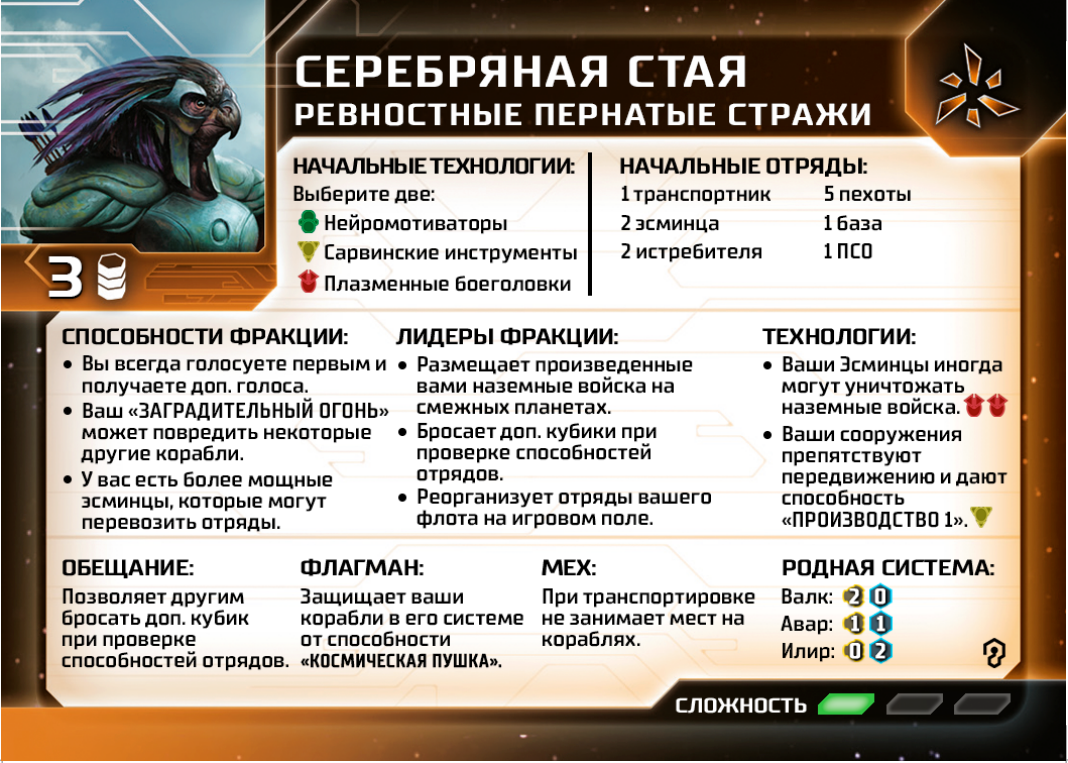 СЕРЕБРЯНАЯ СТАЯ
РЕВНОСТНЫЕ ПЕРНАТЫЕ СТРАЖИ
3
НАЧАЛЬНЫЕ ТЕХНОЛОГИИ:
Выберите две:
Нейромотиваторы
Сарвинские инструменты
Плазменные боеголовки
НАЧАЛЬНЫЕ ОТРЯДЫ:
1 транспортник
2 эсминца
2 истребителя
5 пехоты
1 база
1 ПСО
СПОСОБНОСТИ ФРАКЦИИ:
• Вы всегда голосуете первым и
получаете доп. голоса.
• Ваш «ЗАГРАДИТЕЛЬНЫЙ ОГОНЬ»
может повредить некоторые
другие корабли.
• У вас есть более мощные
эсминцы, которые могут
перевозить отряды.
ЛИДЕРЫ ФРАКЦИИ:
• Размещает произведенные
вами наземные войска на
смежных планетах.
• Бросает доп. кубики при
проверке способностей
отрядов.
• Реорганизует отряды вашего
флота на игровом поле.
ТЕХНОЛОГИИ:
• Ваши Эсминцы иногда
могут уничтожать
наземные войска.
• Ваши сооружения
препятствуют
передвижению и дают
способность
«ПРОИЗВОДСТВО 1».
ОБЕЩАНИЕ:
Позволяет другим
бросать доп. кубик
при проверке
способностей отрядов.
ФЛАГМАН:
Защищает ваши
корабли в его системе
от способности
«КОСМИЧЕСКАЯ ПУШКА».
МЕХ:
При транспортировке
не занимает мест на
кораблях.
РОДНАЯ СИСТЕМА:
Валк: 2 0
Авар: 1 1
Илир: 0 2
СЛОЖНОСТЬ